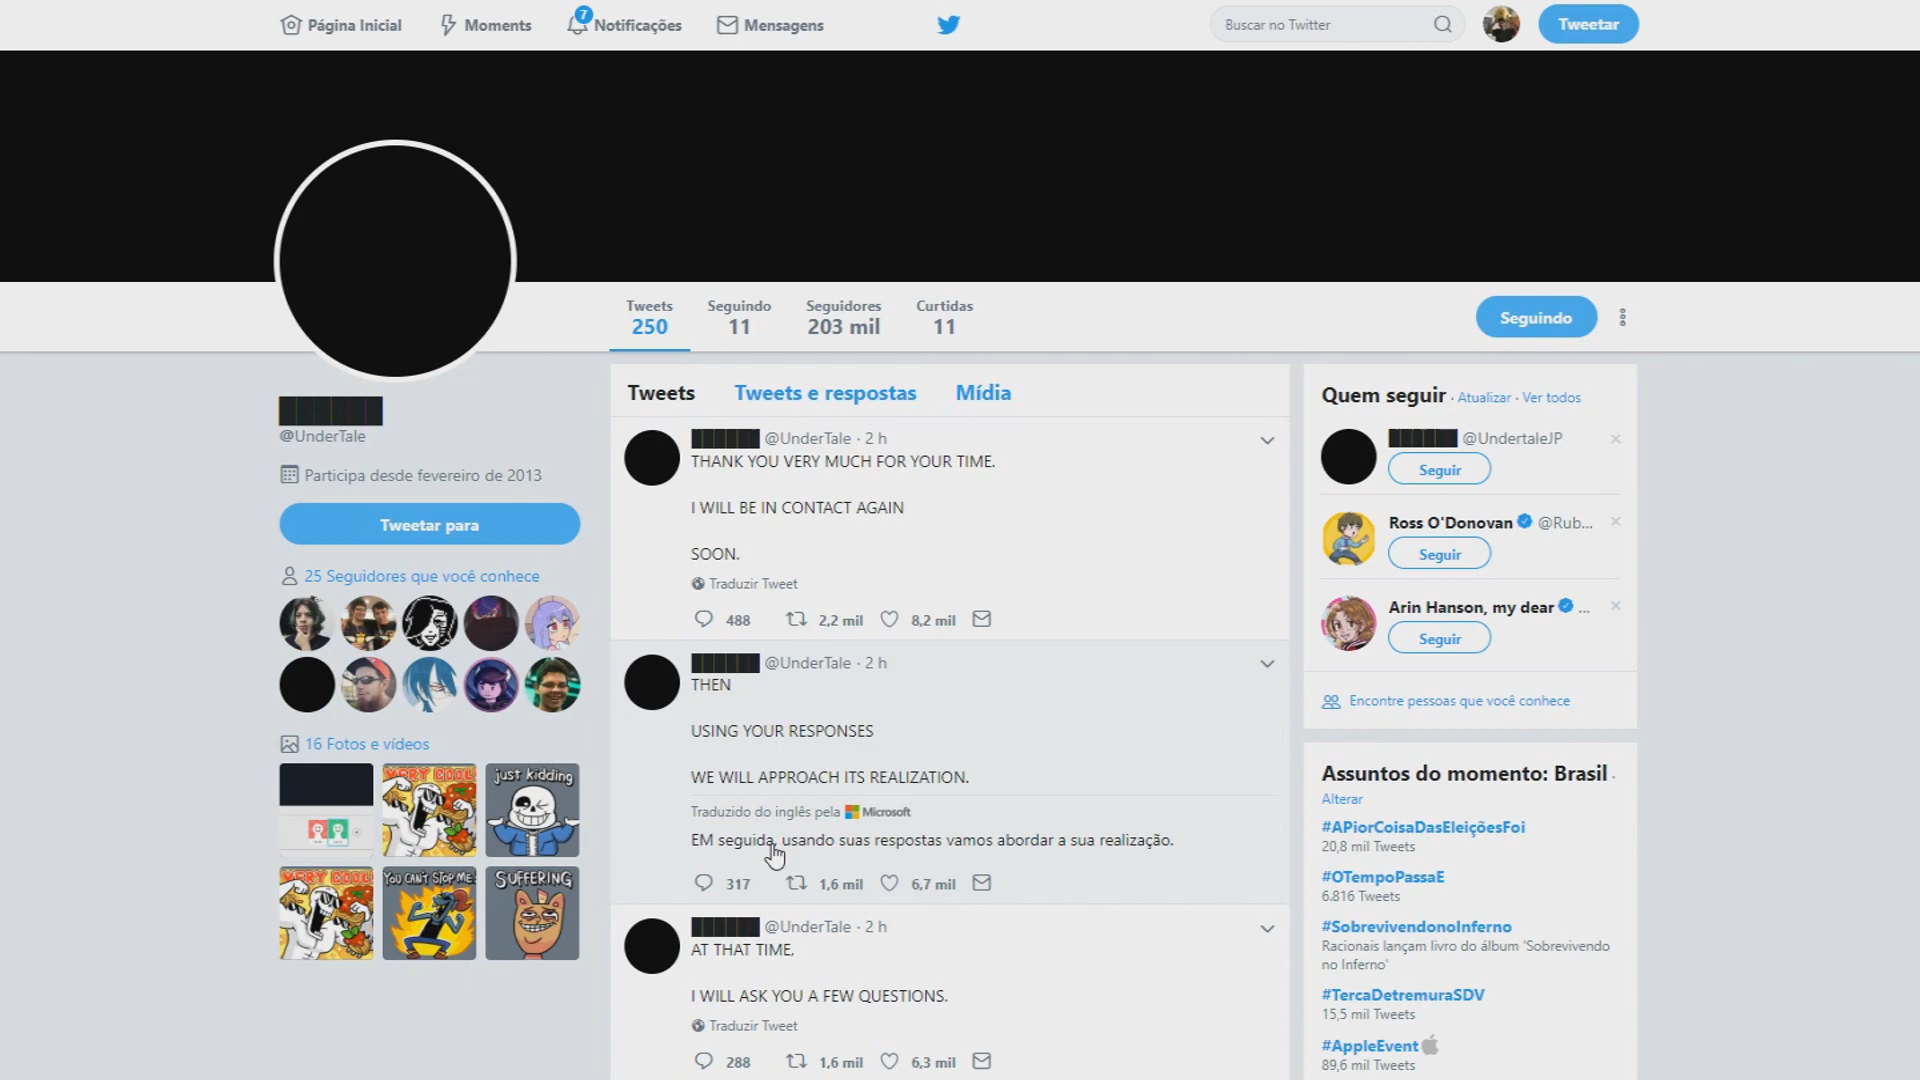 Página Inicial
Moments
7
Notificações
Mensagens
Buscar no Twitter
Tweetar
Tweets
250
Seguindo
11
Seguidores
203 mil
Curtidas
11
Seguindo
@UnderTale
Participa desde fevereiro de 2013
Tweetar para
25 Seguidores que você conhece
16 Fotos e vídeos
VERY COOL
just kidding
VERY COOL
YOU CAN'T STOP ME
SUFFERING
Tweets
Tweets e respostas
Mídia
@UnderTale · 2 h
THANK YOU VERY MUCH FOR YOUR TIME.
I WILL BE IN CONTACT AGAIN
SOON.
Traduzir Tweet
488
2,2 mil
8,2 mil
@UnderTale · 2 h
THEN
USING YOUR RESPONSES
WE WILL APPROACH ITS REALIZATION.
Traduzido do inglês pela Microsoft
EM seguida, usando suas respostas vamos abordar a sua realização.
317
1,6 mil
6,7 mil
@UnderTale · 2 h
AT THAT TIME,
I WILL ASK YOU A FEW QUESTIONS.
Traduzir Tweet
288
1,6 mil
6,3 mil
Quem seguir · Atualizar · Ver todos
@UndertaleJP
Seguir
Ross O'Donovan @Rub...
Seguir
Arin Hanson, my dear ...
Seguir
Encontre pessoas que você conhece
Assuntos do momento: Brasil ·
Alterar
#APiorCoisaDasEleiçõesFoi
20,8 mil Tweets
#OTempoPassaE
6.816 Tweets
#SobrevivendonoInferno
Racionais lançam livro do álbum 'Sobrevivendo
no Inferno'
#TercaDetremuraSDV
15,5 mil Tweets
#AppleEvent
89,6 mil Tweets